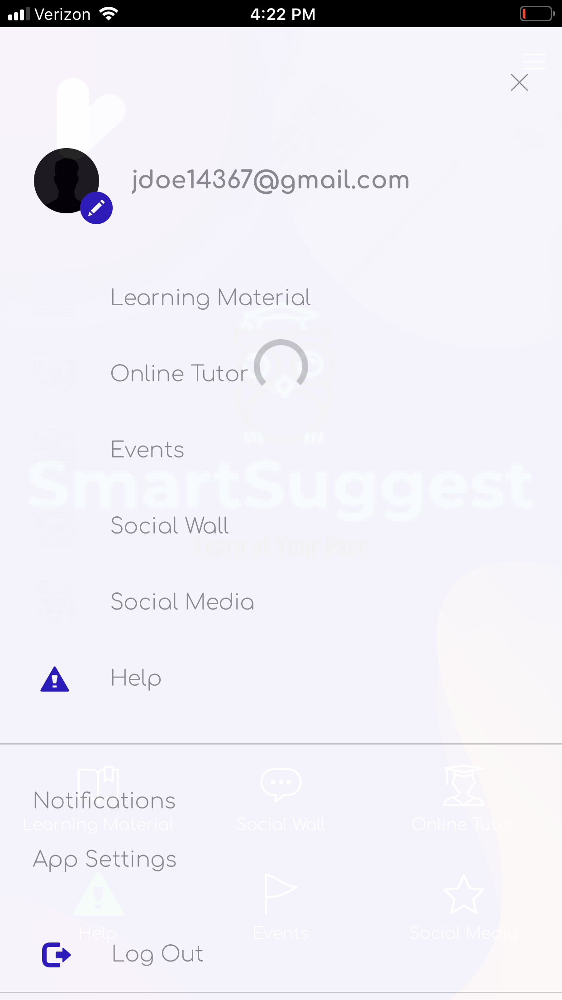 Verizon 4:22 PM
jdoe14367@gmail.com
Learning Material
Online Tutor
Events
SmartSuggest
Social Wall
Learn at Your Pace
Social Media
Help
Notifications
Learning Material Social Wall Online Tutor
App Settings
Help Events Social Media
Log Out